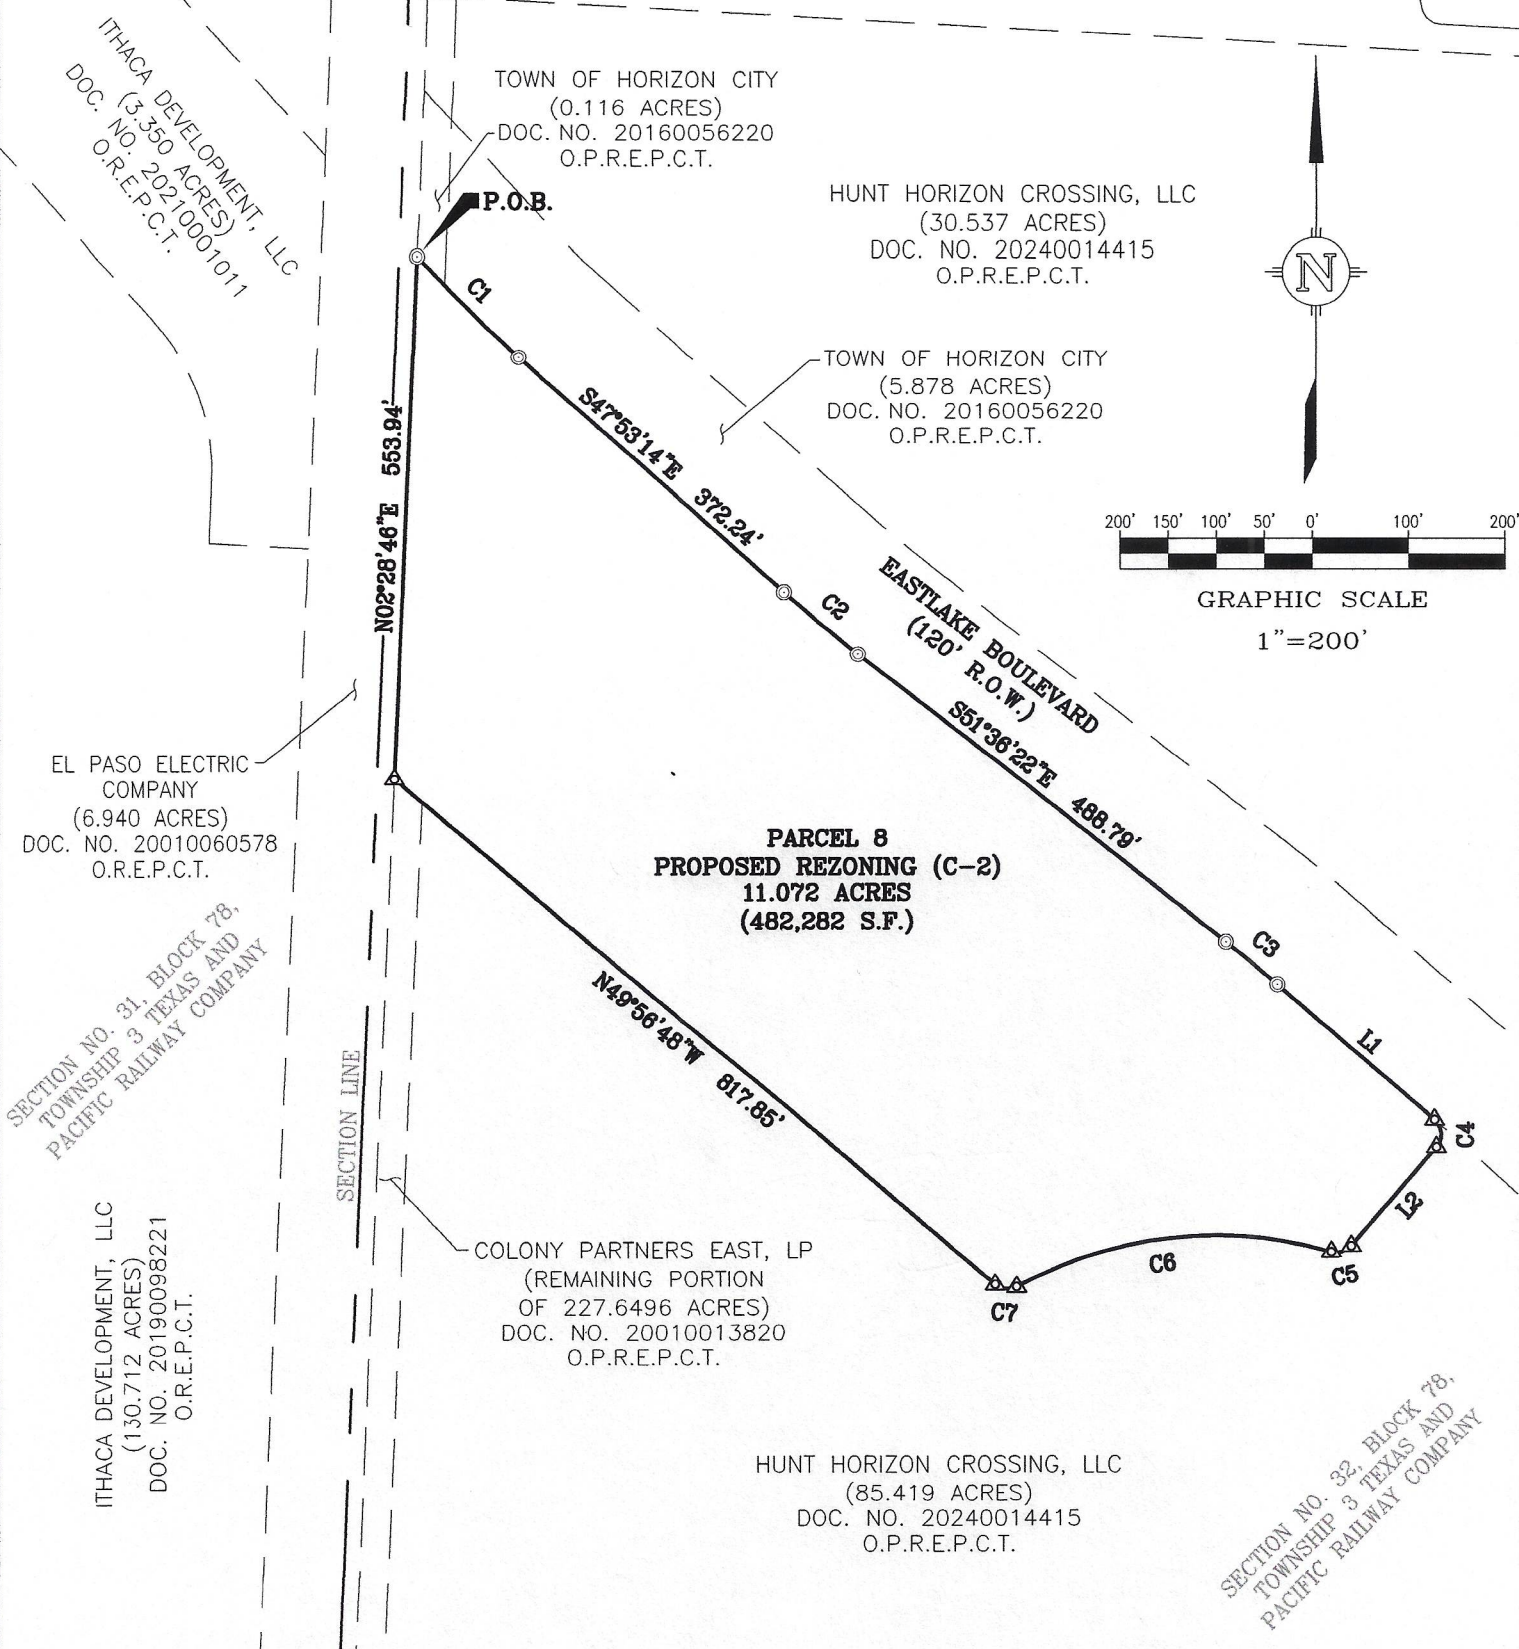 ITHACA DEVELOPMENT, LLC
(3.350 ACRES)
DOC. NO. 20210001011
O.R.E.P.C.T.
TOWN OF HORIZON CITY
(0.116 ACRES)
DOC. NO. 20160056220
O.P.R.E.P.C.T.
P.O.B.
HUNT HORIZON CROSSING, LLC
(30.537 ACRES)
DOC. NO. 20240014415
O.P.R.E.P.C.T.
N
C1
TOWN OF HORIZON CITY
(5.878 ACRES)
DOC. NO. 20160056220
O.P.R.E.P.C.T.
S47°53'14"E 372.24'
N02°28'46"E 553.94'
200' 150' 100' 50' 0' 100' 200'
GRAPHIC SCALE
1"=200'
C2
EASTLAKE BOULEVARD
(120' R.O.W.)
S51°36'22"E 488.79'
EL PASO ELECTRIC
COMPANY
(6.940 ACRES)
DOC. NO. 20010060578
O.R.E.P.C.T.
PARCEL 8
PROPOSED REZONING (C-2)
11.072 ACRES
(482,282 S.F.)
C3
SECTION NO. 31, BLOCK 78,
TOWNSHIP 3 TEXAS AND
PACIFIC RAILWAY COMPANY
N49°56'48"W 817.85'
L1
SECTION LINE
C4
L2
C5
C6
C7
ITHACA DEVELOPMENT, LLC
(130.712 ACRES)
DOC. NO. 20190098221
O.R.E.P.C.T.
COLONY PARTNERS EAST, LP
(REMAINING PORTION
OF 227.6496 ACRES)
DOC. NO. 20010013820
O.P.R.E.P.C.T.
HUNT HORIZON CROSSING, LLC
(85.419 ACRES)
DOC. NO. 20240014415
O.P.R.E.P.C.T.
SECTION NO. 32, BLOCK 78,
TOWNSHIP 3 TEXAS AND
PACIFIC RAILWAY COMPANY